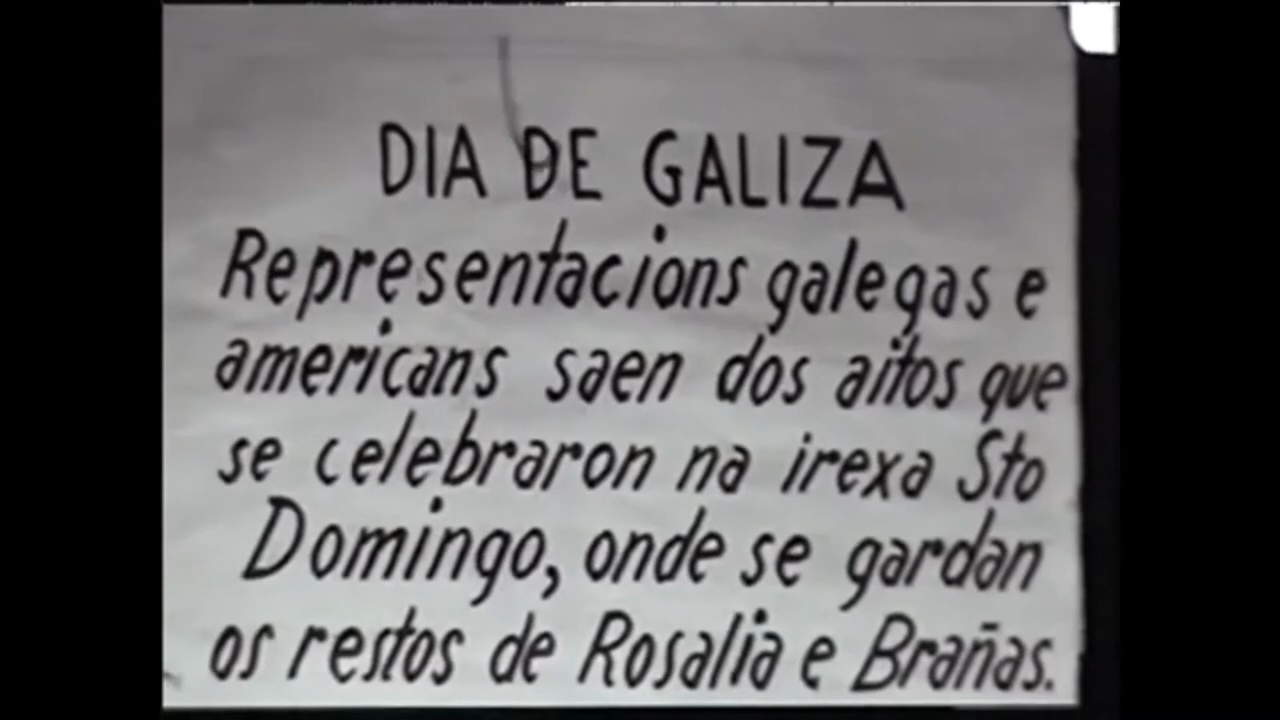 DIA DE GALIZA
Representacions galegas e
americans saen dos aitos que
se celebraron na irexa Sto
Domingo, onde se gardan
os restos de Rosalia e Brañas.